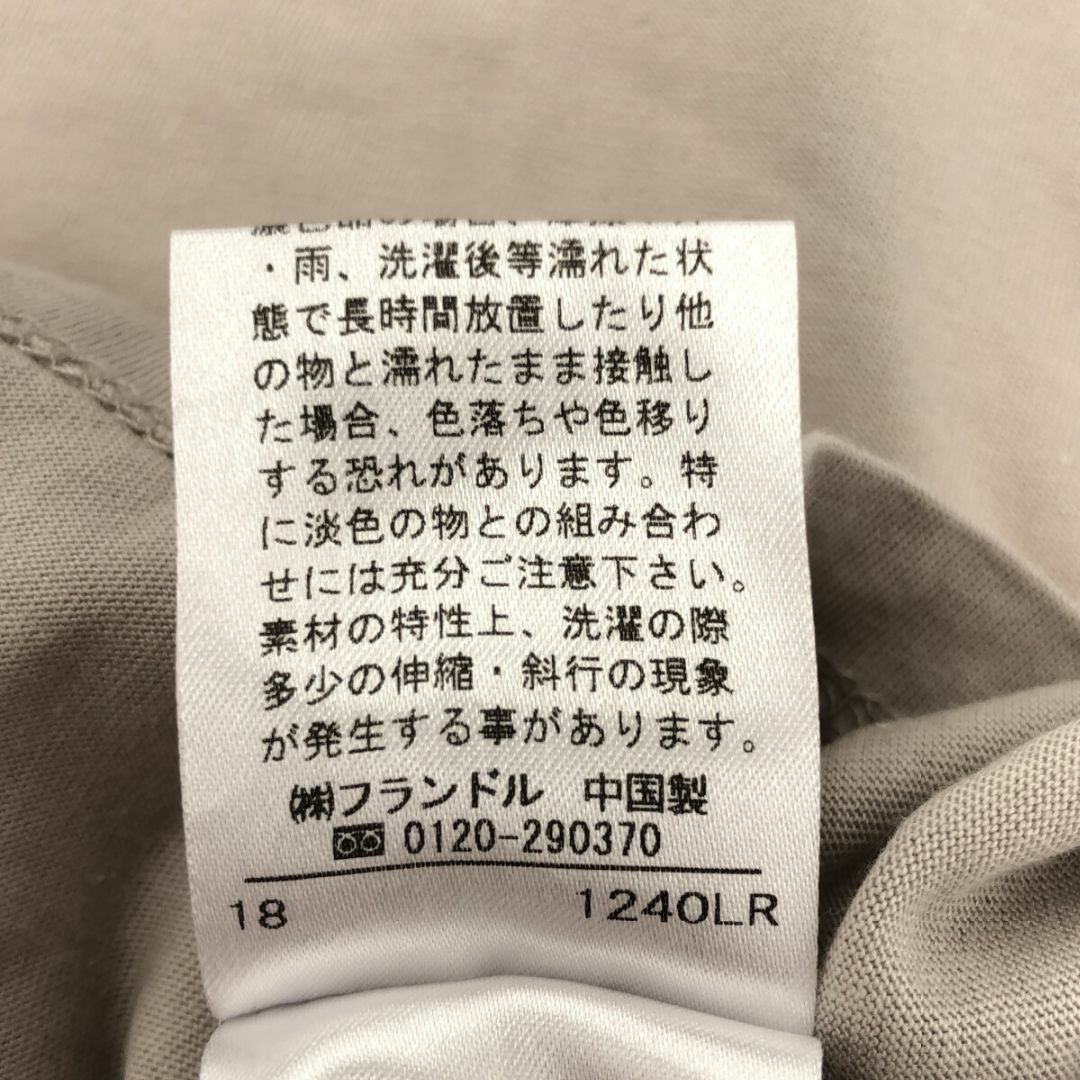 ・雨、洗濯後等濡れた状
態で長時間放置したり他
の物と濡れたまま接触し
た場合、色落ちや色移り
する恐れがあります。特
に淡色の物との組み合わ
せには充分ご注意下さい。
素材の特性上、洗濯の際
多少の伸縮・斜行の現象
が発生する事があります。
㈱フランドル 中国製
0120-290370
18 1240LR